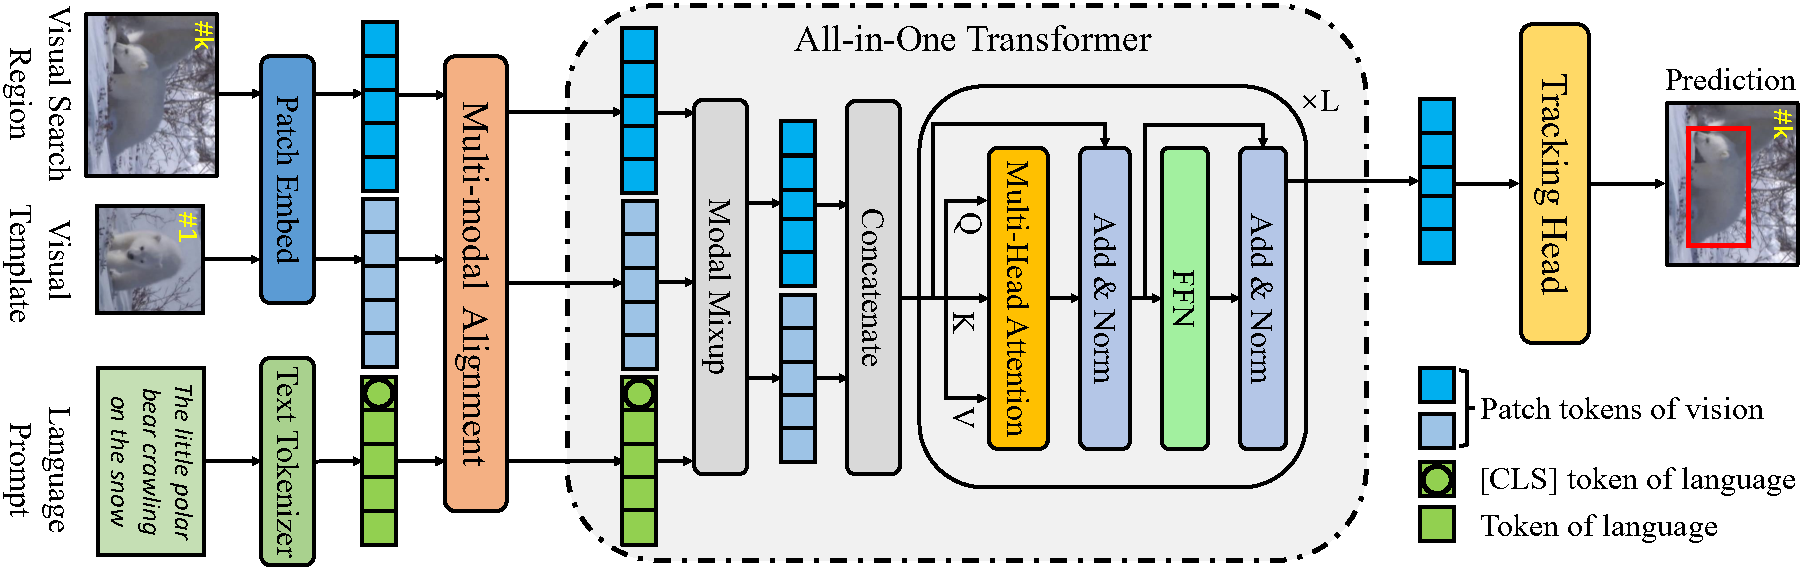 Visual Search
Region
#k
Visual
Template
#1
Language
Prompt
The little polar
bear crawling
on the snow
Patch Embed
Text Tokenizer
Multi-modal Alignment
All-in-One Transformer
Modal Mixup
Concatenate
×L
Q
K
V
Multi-Head Attention
Add & Norm
FFN
Add & Norm
Tracking Head
Prediction
#k
Patch tokens of vision
[CLS] token of language
Token of language